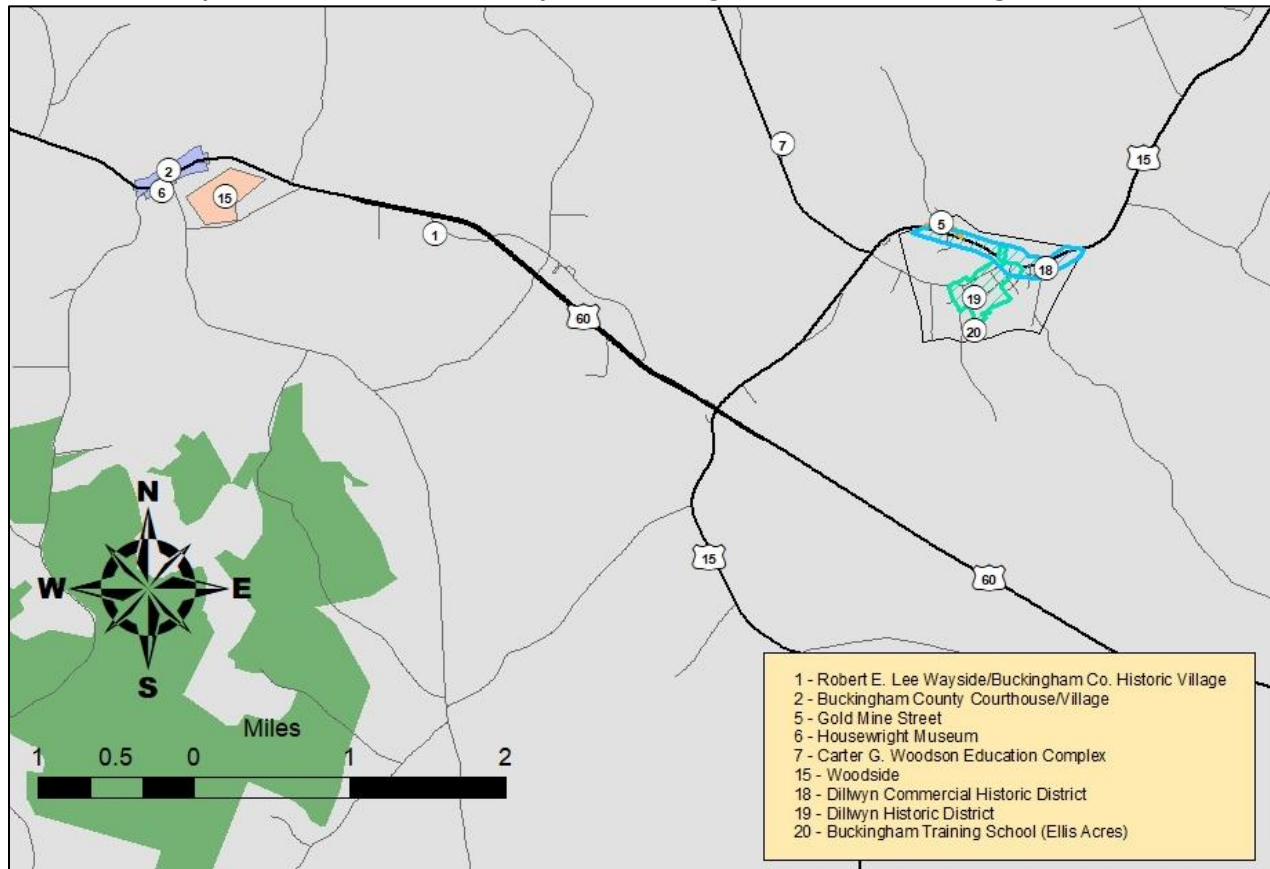 2
6
15
1
7
15
5
18
19
20
60
15
60
N
W E
S
Miles
1 0.5 0 1 2
1 - Robert E. Lee Wayside/Buckingham Co. Historic Village
2 - Buckingham County Courthouse/Village
5 - Gold Mine Street
6 - Housewright Museum
7 - Carter G. Woodson Education Complex
15 - Woodside
18 - Dillwyn Commercial Historic District
19 - Dillwyn Historic District
20 - Buckingham Training School (Ellis Acres)